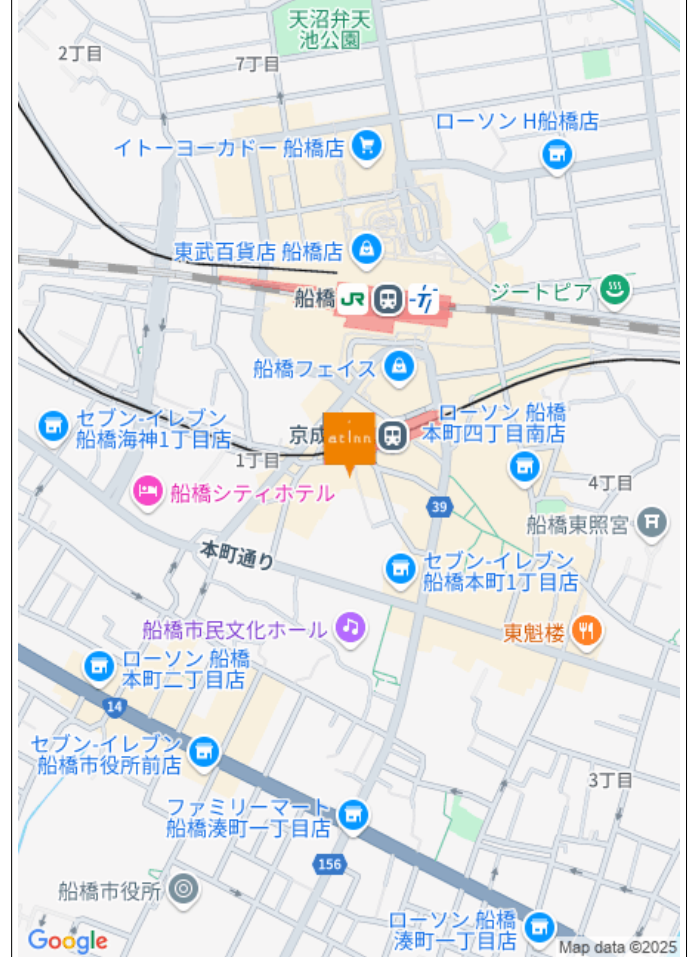 天沼弁天
池公園
2丁目
7丁目
ローソン H船橋店
イトーヨーカドー 船橋店
東武百貨店 船橋店
ジートピア
船橋
JR
船橋フェイス
セブン-イレブン
船橋海神1丁目店
京成
at Inn
ローソン 船橋
本町四丁目南店
1丁目
4丁目
船橋シティホテル
39
船橋東照宮
本町通り
セブン-イレブン
船橋本町1丁目店
船橋市民文化ホール
東魁楼
ローソン 船橋
本町二丁目店
14
セブン-イレブン
船橋市役所前店
3丁目
ファミリーマート
船橋湊町一丁目店
156
船橋市役所
ローソン 船橋
湊町一丁目店
Google
Map data ©2025